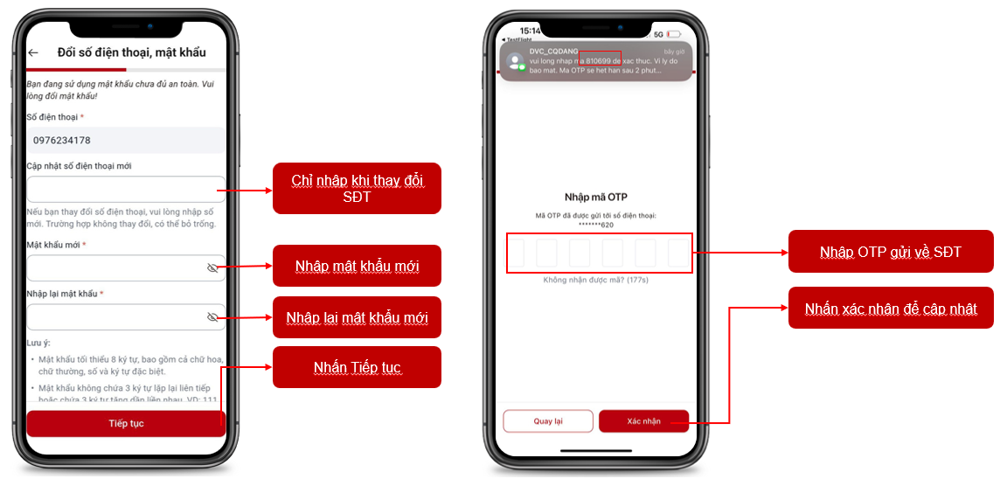 Đổi số điện thoại, mật khẩu
Bạn đang sử dụng mật khẩu chưa đủ an toàn. Vui
lòng đổi mật khẩu!
Số điện thoại *
0976234178
Cập nhật số điện thoại mới
Nếu bạn thay đổi số điện thoại, vui lòng nhập số
mới. Trường hợp không thay đổi, có thể bỏ trống.
Mật khẩu mới *
Nhập lại mật khẩu *
Lưu ý:
• Mật khẩu tối thiểu 8 ký tự, bao gồm cả chữ hoa,
chữ thường, số và ký tự đặc biệt.
• Mật khẩu không chứa 3 ký tự lặp lại liên tiếp
hoặc chứa 3 ký tự tăng dần liền nhau. VD: 111
Tiếp tục
Chỉ nhập khi thay đổi
SĐT
Nhập mật khẩu mới
Nhập lại mật khẩu mới
Nhấn Tiếp tục
15:14
5G
TestFlight
DVC_CQDANG
bây giờ
vui long nhap ma 810699 de xac thuc. Vi ly do
bao mat. Ma OTP se het han sau 2 phut...
Nhập mã OTP
Mã OTP đã được gửi tới số điện thoại:
*******620
Không nhận được mã? (177s)
Quay lại
Xác nhận
Nhập OTP gửi về SĐT
Nhấn xác nhân để câp nhật